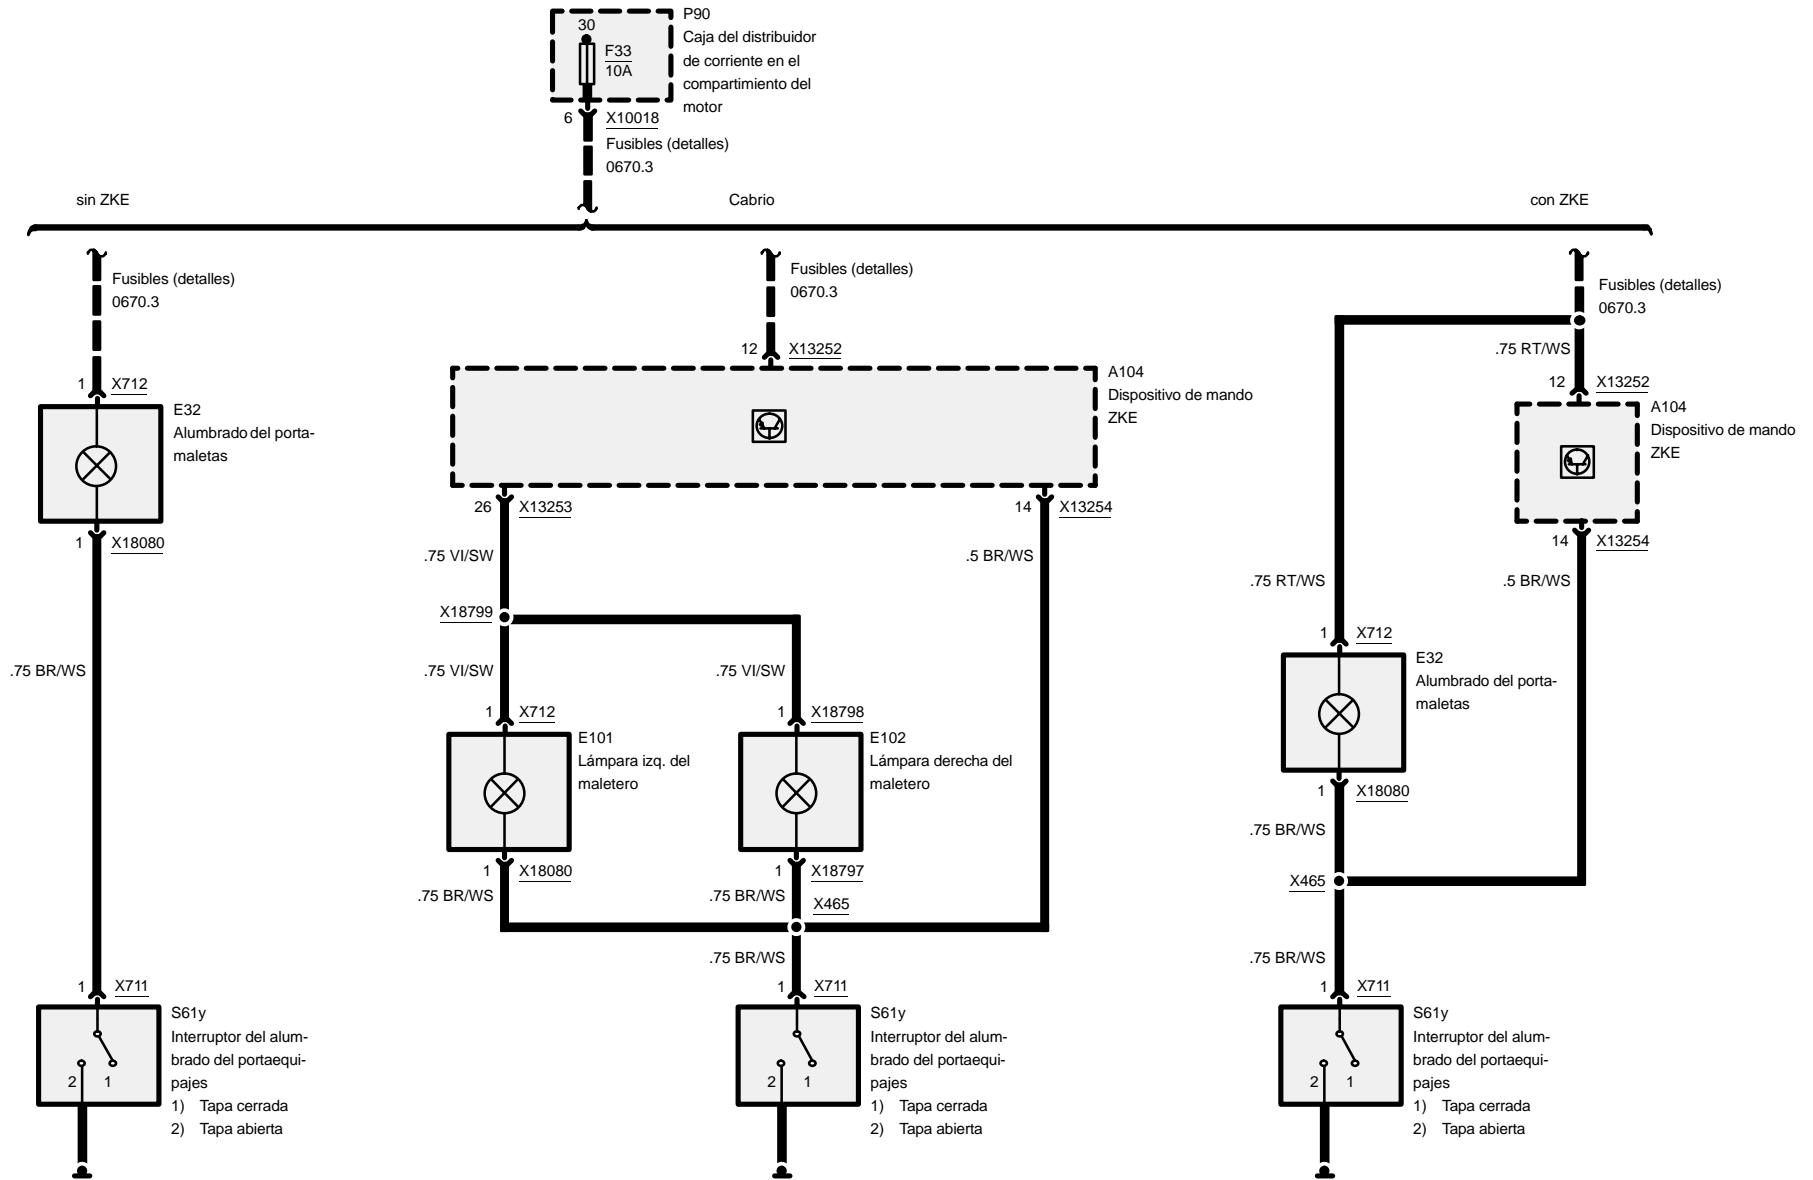 30
F33
10A
P90
Caja del distribuidor
de corriente en el
compartimiento del
motor
6
X10018
Fusibles (detalles)
0670.3
sin ZKE
Cabrio
con ZKE
Fusibles (detalles)
0670.3
1
X712
E32
Alumbrado del porta-
maletas
1
X18080
.75 BR/WS
1
X711
S61y
Interruptor del alum-
brado del portaequi-
pajes
1) Tapa cerrada
2) Tapa abierta
2
1
Fusibles (detalles)
0670.3
12
X13252
A104
Dispositivo de mando
ZKE
26
X13253
14
X13254
.75 VI/SW
.5 BR/WS
X18799
.75 VI/SW
.75 VI/SW
1
X712
1
X18798
E101
Lámpara izq. del
maletero
E102
Lámpara derecha del
maletero
1
X18080
1
X18797
.75 BR/WS
.75 BR/WS
X465
.75 BR/WS
1
X711
S61y
Interruptor del alum-
brado del portaequi-
pajes
1) Tapa cerrada
2) Tapa abierta
2
1
Fusibles (detalles)
0670.3
.75 RT/WS
12
X13252
A104
Dispositivo de mando
ZKE
14
X13254
.75 RT/WS
.5 BR/WS
1
X712
E32
Alumbrado del porta-
maletas
1
X18080
.75 BR/WS
X465
.75 BR/WS
1
X711
S61y
Interruptor del alum-
brado del portaequi-
pajes
1) Tapa cerrada
2) Tapa abierta
2
1